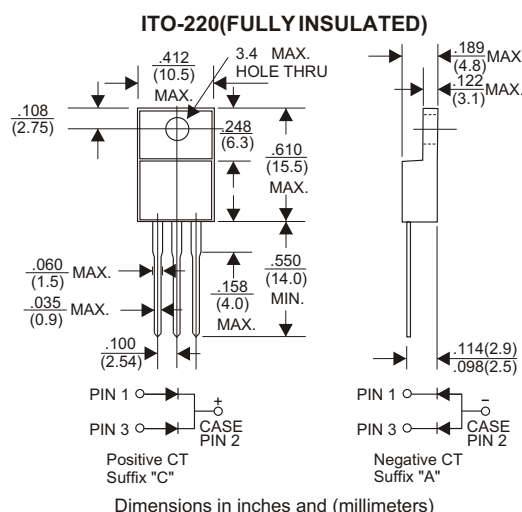 ITO-220(FULLY INSULATED)
.412
(10.5)
MAX.
3.4 MAX.
HOLE THRU
.189
(4.8) MAX
.122
(3.1) MAX.
.108
(2.75)
.248
(6.3)
.610
(15.5)
MAX.
.060
(1.5) MAX.
.035
(0.9) MAX.
.100
(2.54)
.158
(4.0)
MAX.
.550
(14.0)
MIN.
.114(2.9)
.098(2.5)
PIN 1
+
PIN 3
CASE
PIN 2
Positive CT
Suffix "C"
PIN 1
−
PIN 3
CASE
PIN 2
Negative CT
Suffix "A"
Dimensions in inches and (millimeters)